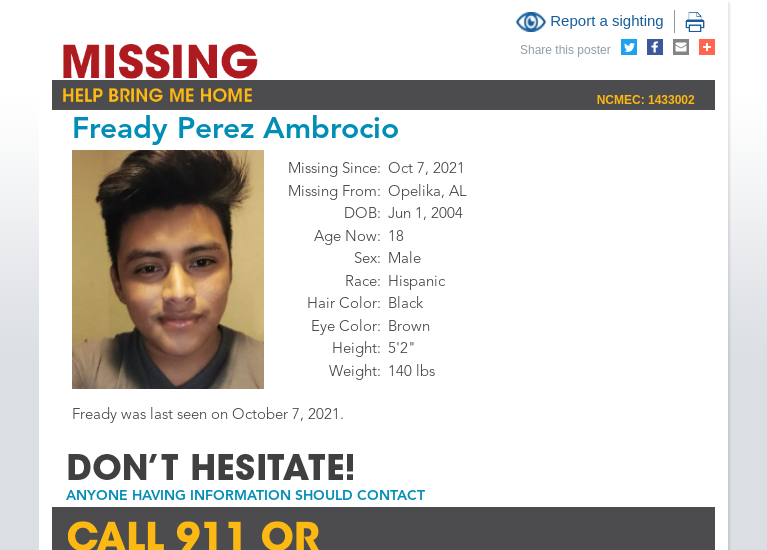 Report a sighting
Share this poster
MISSING
HELP BRING ME HOME
NCMEC: 1433002
Fready Perez Ambrocio
Missing Since: Oct 7, 2021
Missing From: Opelika, AL
DOB: Jun 1, 2004
Age Now: 18
Sex: Male
Race: Hispanic
Hair Color: Black
Eye Color: Brown
Height: 5'2"
Weight: 140 lbs
Fready was last seen on October 7, 2021.
DON'T HESITATE!
ANYONE HAVING INFORMATION SHOULD CONTACT
CALL 911 OR